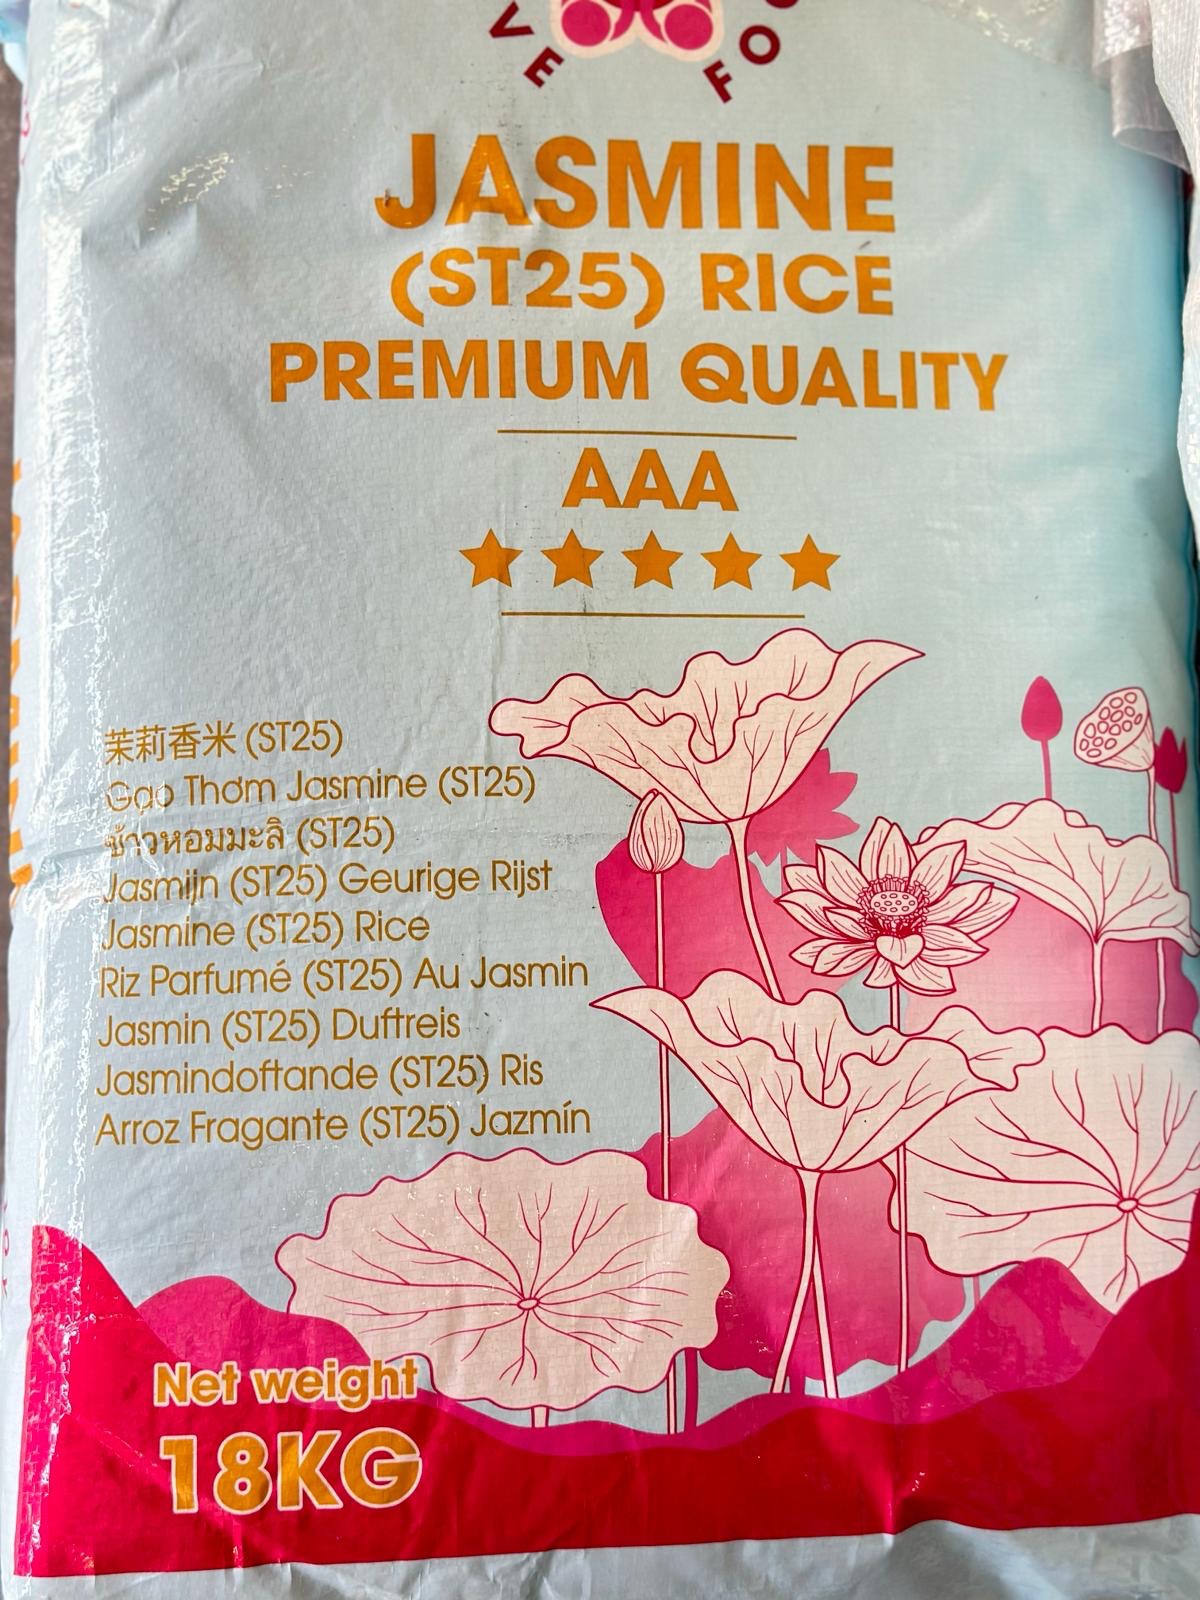 VE FO
JASMINE
(ST25) RICE
PREMIUM QUALITY
AAA
茉莉香米 (ST25)
Gạo Thơm Jasmine (ST25)
ข้าวหอมมะลิ (ST25)
Jasmijn (ST25) Geurige Rijst
Jasmine (ST25) Rice
Riz Parfumé (ST25) Au Jasmin
Jasmin (ST25) Duftreis
Jasmindoftande (ST25) Ris
Arroz Fragante (ST25) Jazmín
Net weight
18KG